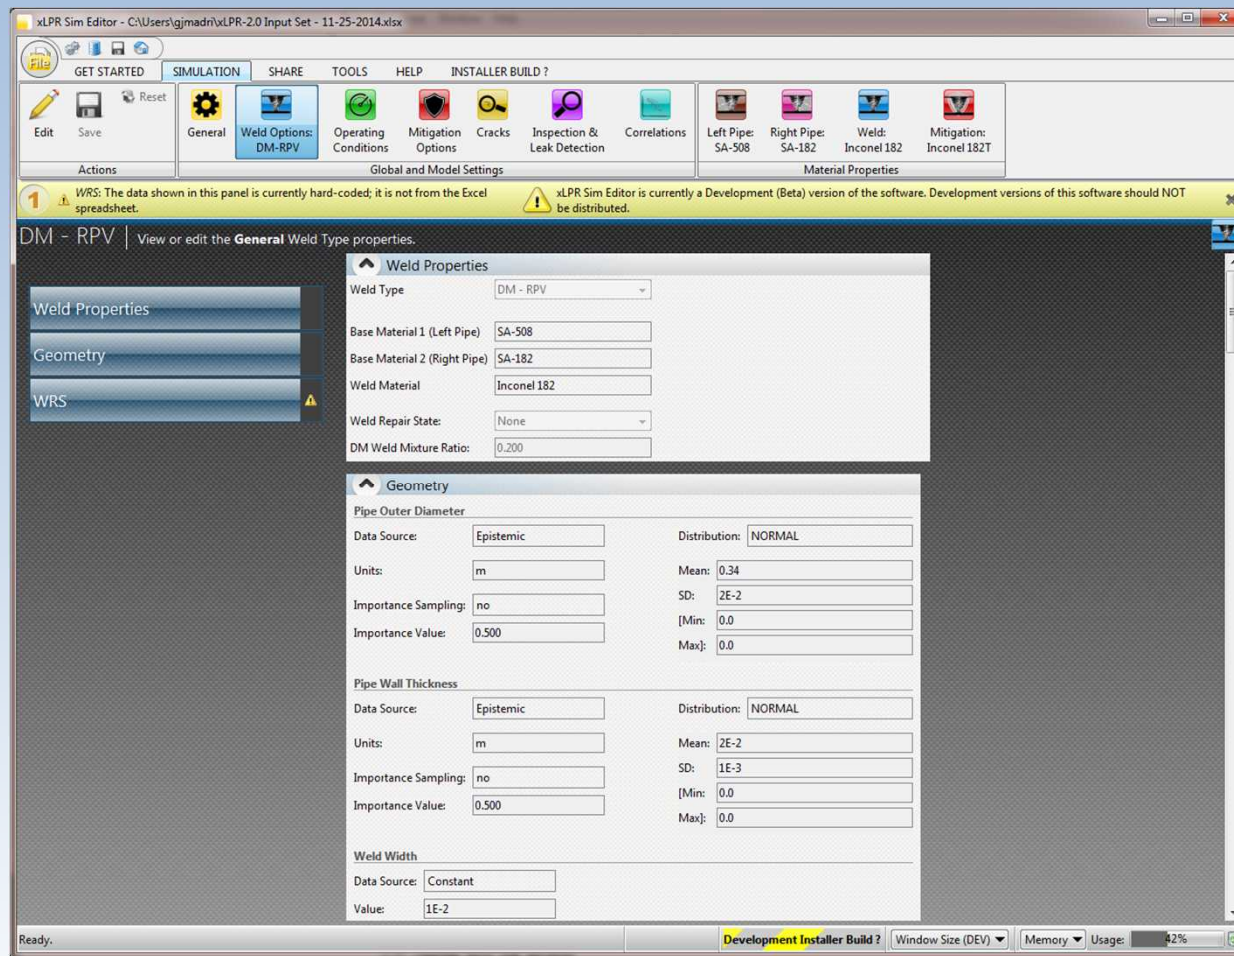 xLPR Sim Editor - C:\Users\gjmadri\xLPR-2.0 Input Set - 11-25-2014.xlsx
File
GET STARTED SIMULATION SHARE TOOLS HELP INSTALLER BUILD ?
Reset
Edit Save General Weld Options: DM-RPV Operating Conditions Mitigation Options Cracks Inspection & Leak Detection Correlations Left Pipe: SA-508 Right Pipe: SA-182 Weld: Inconel 182 Mitigation: Inconel 182T
Actions Global and Model Settings Material Properties
1 WRS: The data shown in this panel is currently hard-coded; it is not from the Excel
spreadsheet.
xLPR Sim Editor is currently a Development (Beta) version of the software. Development versions of this software should NOT
be distributed.
DM - RPV | View or edit the General Weld Type properties.
Weld Properties
Geometry
WRS
Weld Properties
Weld Type DM - RPV
Base Material 1 (Left Pipe) SA-508
Base Material 2 (Right Pipe) SA-182
Weld Material Inconel 182
Weld Repair State: None
DM Weld Mixture Ratio: 0.200
Geometry
Pipe Outer Diameter
Data Source: Epistemic Distribution: NORMAL
Units: m Mean: 0.34
SD: 2E-2
Importance Sampling: no
[Min: 0.0
Importance Value: 0.500
Max]: 0.0
Pipe Wall Thickness
Data Source: Epistemic Distribution: NORMAL
Units: m Mean: 2E-2
SD: 1E-3
Importance Sampling: no
[Min: 0.0
Importance Value: 0.500
Max]: 0.0
Weld Width
Data Source: Constant
Value: 1E-2
Ready. Development Installer Build ? Window Size (DEV) Memory Usage: 42%